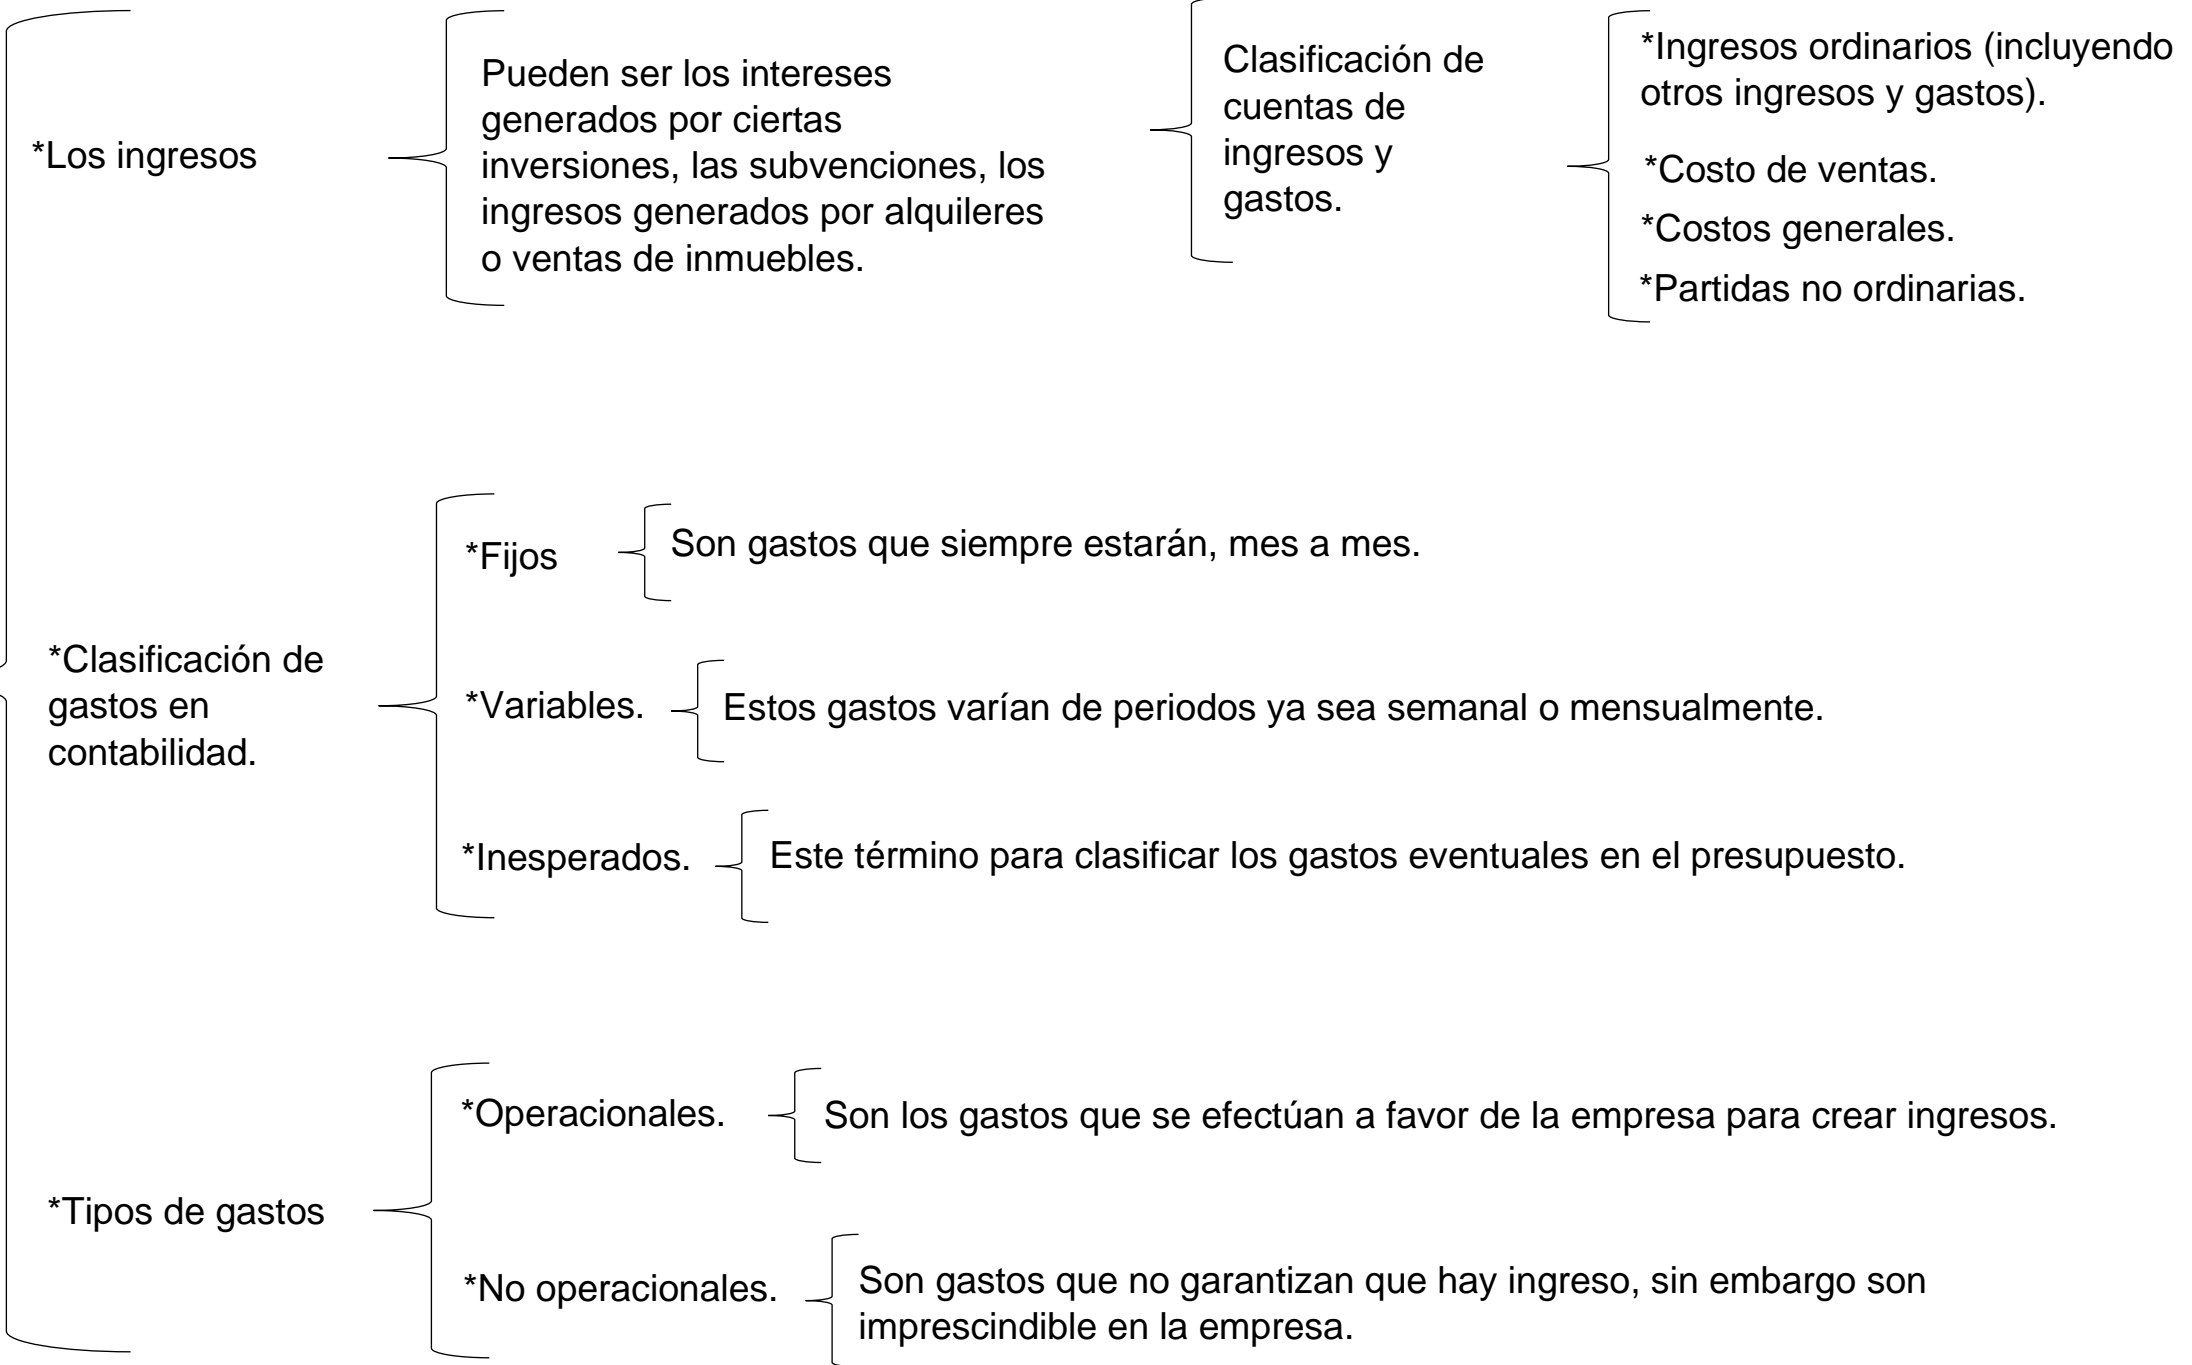 *Los ingresos
Pueden ser los intereses
generados por ciertas
inversiones, las subvenciones, los
ingresos generados por alquileres
o ventas de inmuebles.
Clasificación de
cuentas de
ingresos y
gastos.
*Ingresos ordinarios (incluyendo
otros ingresos y gastos).
*Costo de ventas.
*Costos generales.
*Partidas no ordinarias.
*Clasificación de
gastos en
contabilidad.
*Fijos
Son gastos que siempre estarán, mes a mes.
*Variables.
Estos gastos varían de periodos ya sea semanal o mensualmente.
*Inesperados.
Este término para clasificar los gastos eventuales en el presupuesto.
*Tipos de gastos
*Operacionales.
Son los gastos que se efectúan a favor de la empresa para crear ingresos.
*No operacionales.
Son gastos que no garantizan que hay ingreso, sin embargo son
imprescindible en la empresa.